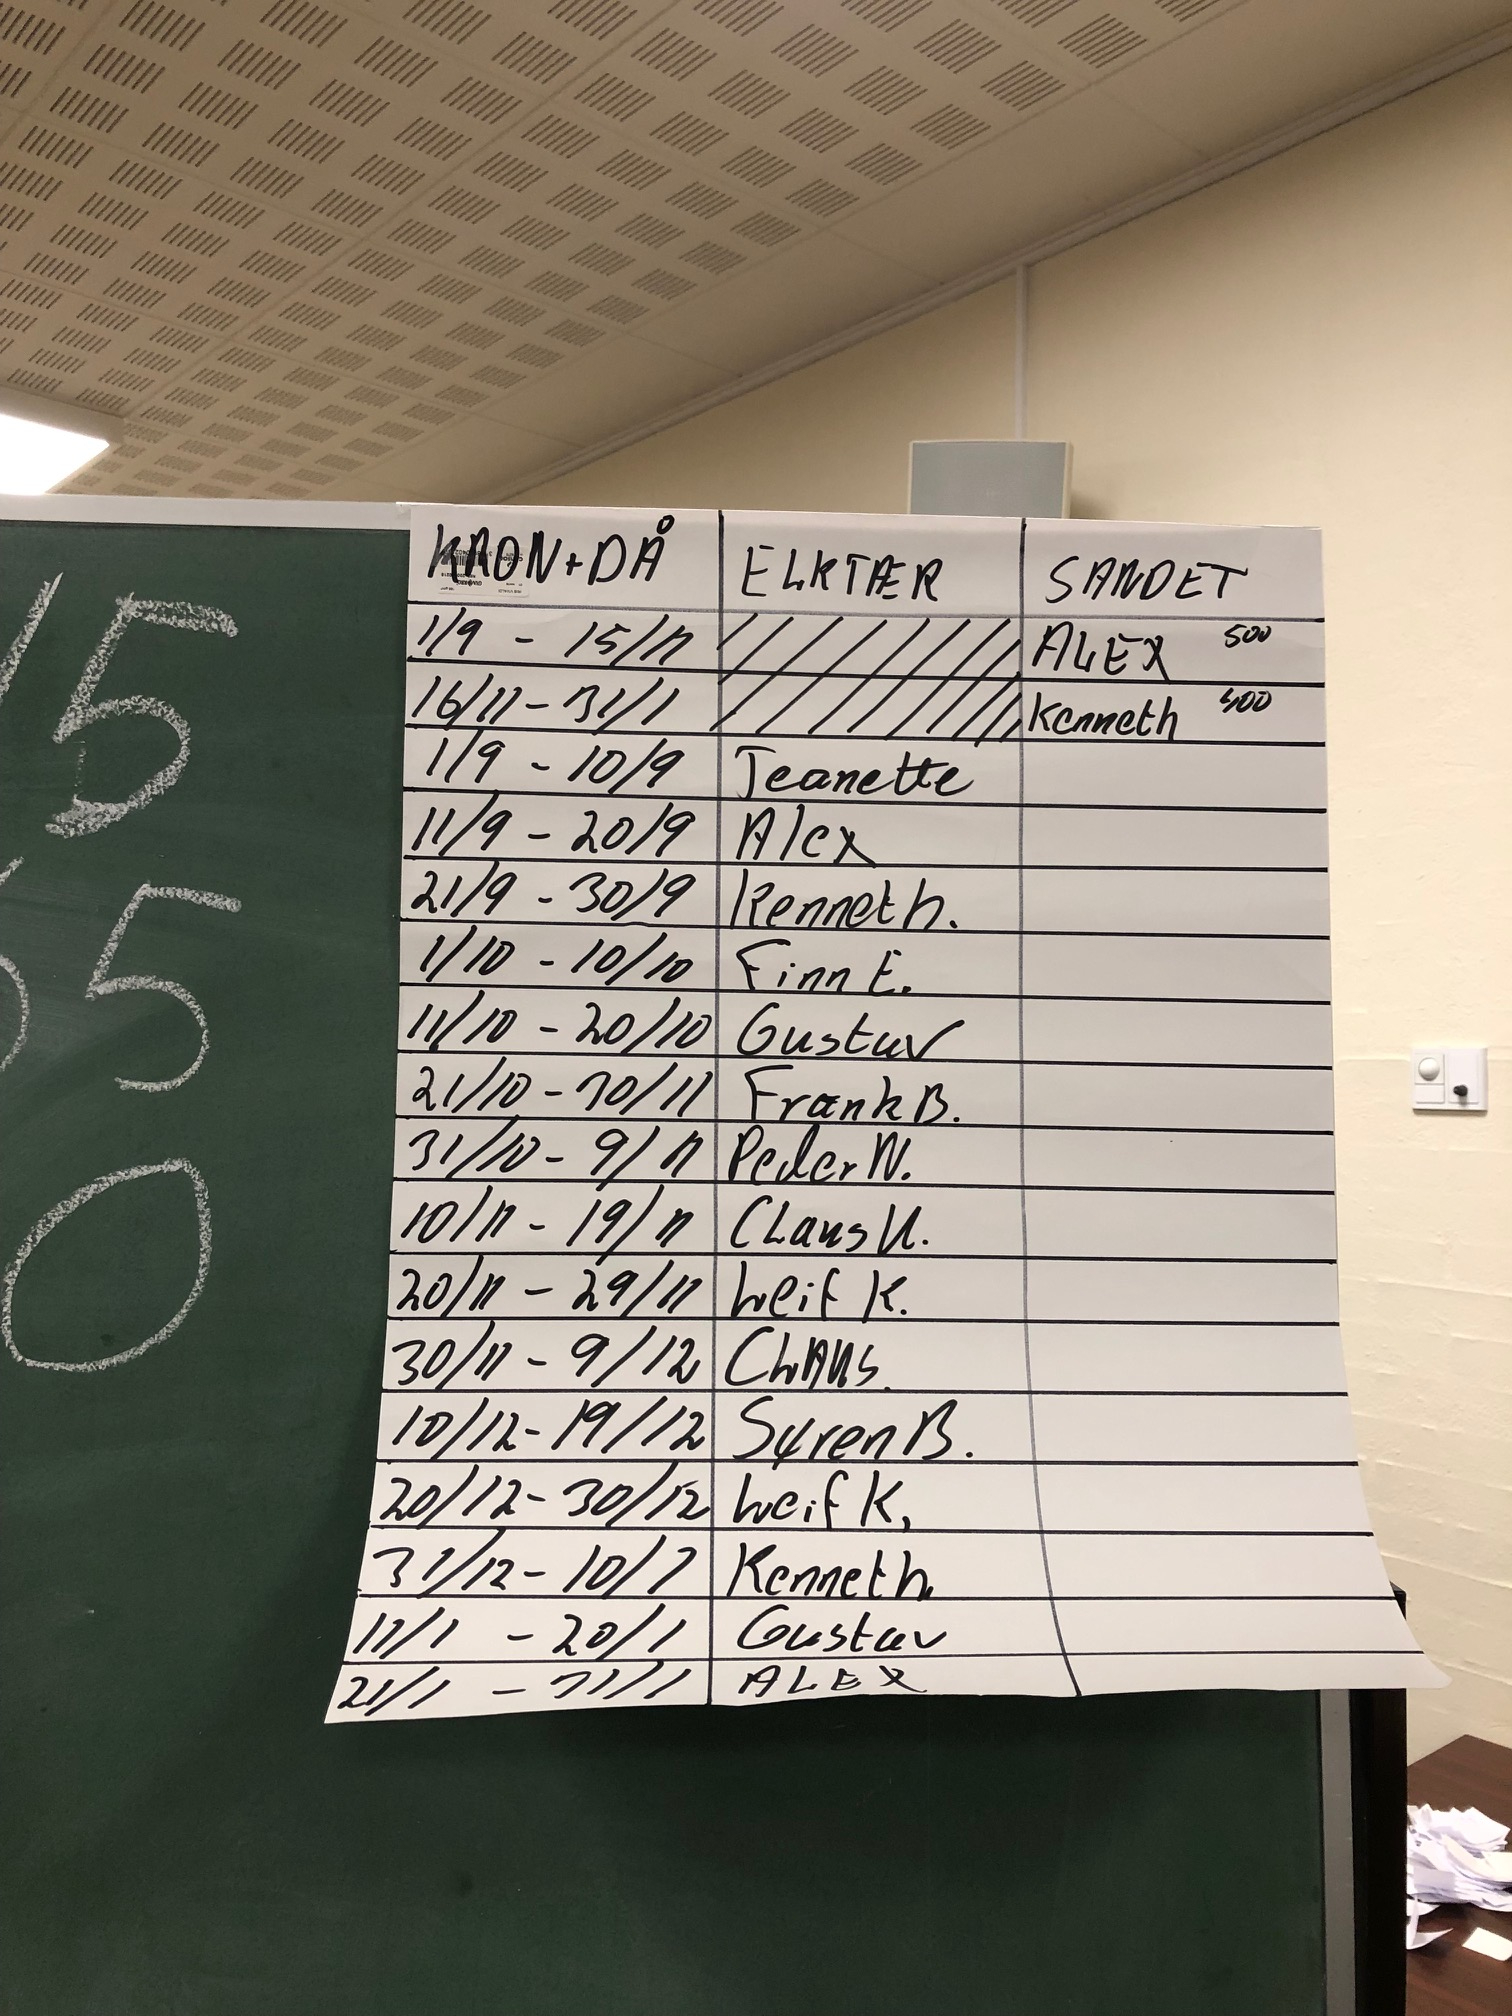 15
5
0
KRON+DÅ ELKTÆR SANDET
1/9 - 15/11 ALEX 500
16/11 - 31/1 Kenneth 400
1/9 - 10/9 Jeanette
11/9 - 20/9 Alex
21/9 - 30/9 Kenneth.
1/10 - 10/10 Finn E.
11/10 - 20/10 Gustav
21/10 - 30/11 Frank B.
31/10 - 9/11 Peder N.
10/11 - 19/11 CLaus U.
20/11 - 29/11 Leif K.
30/11 - 9/12 CLAUS.
10/12 - 19/12 Søren B.
20/12 - 30/12 Leif K,
31/12 - 10/1 Kenneth.
11/1 - 20/1 Gustav
21/1 - 31/1 ALEX